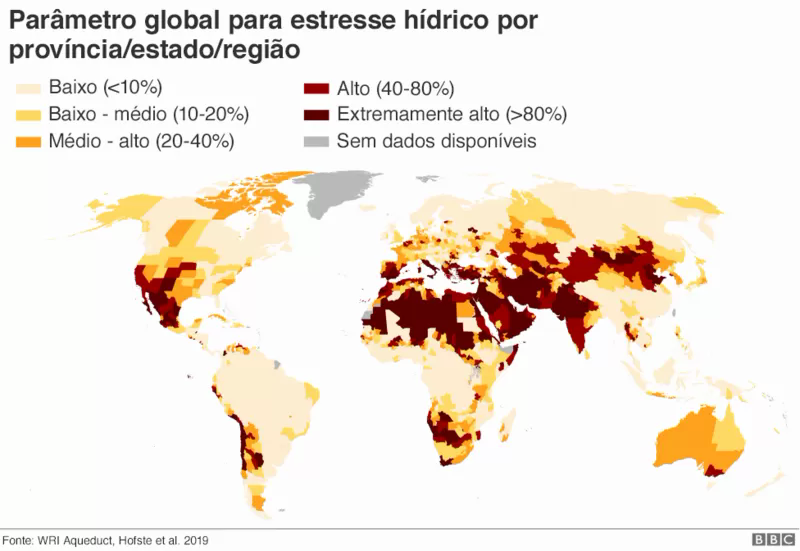 Parâmetro global para estresse hídrico por
província/estado/região
Baixo (<10%)
Baixo - médio (10-20%)
Médio - alto (20-40%)
Alto (40-80%)
Extremamente alto (>80%)
Sem dados disponíveis
Fonte: WRI Aqueduct, Hofste et al. 2019
BBC